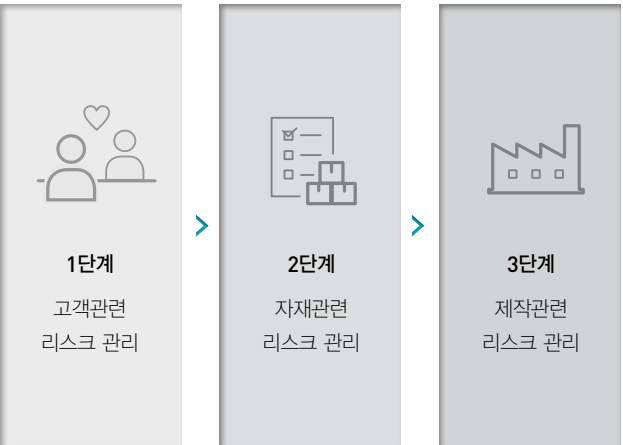 1단계
고객관련
리스크 관리
2단계
자재관련
리스크 관리
3단계
제작관련
리스크 관리